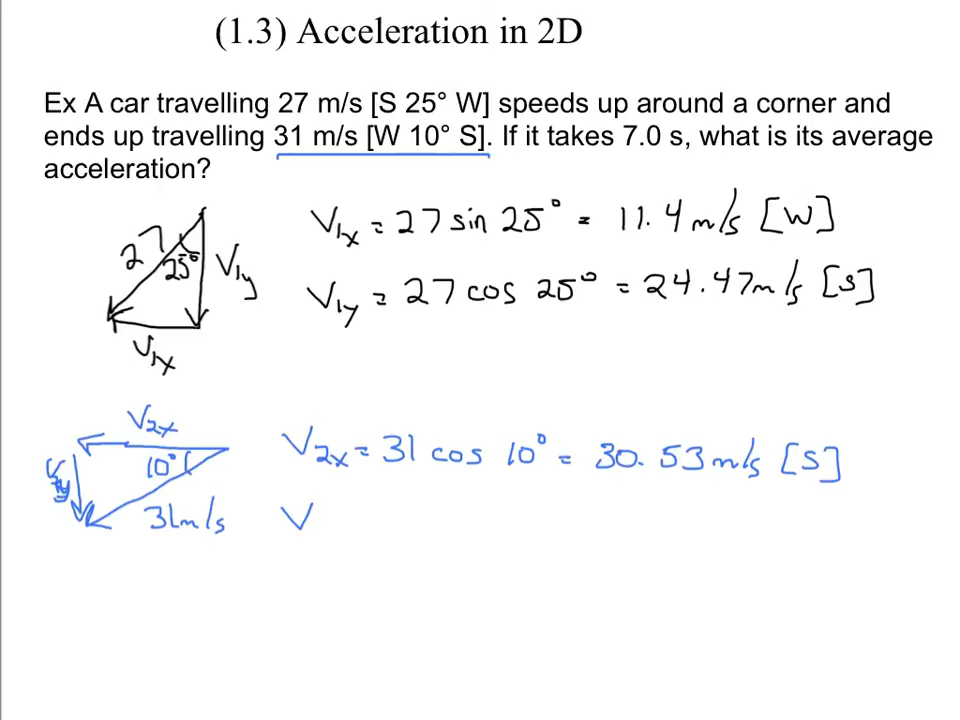 (1.3) Acceleration in 2D
Ex A car travelling 27 m/s [S 25° W] speeds up around a corner and
ends up travelling 31 m/s [W 10° S]. If it takes 7.0 s, what is its average
acceleration?
V1x = 27 sin 25° = 11.4 m/s [W]
27 25° V1y
V1y = 27 cos 25° = 24.47 m/s [S]
V1x
V2x
V2x = 31 cos 10° = 30.53 m/s [S]
10°
31 m/s V